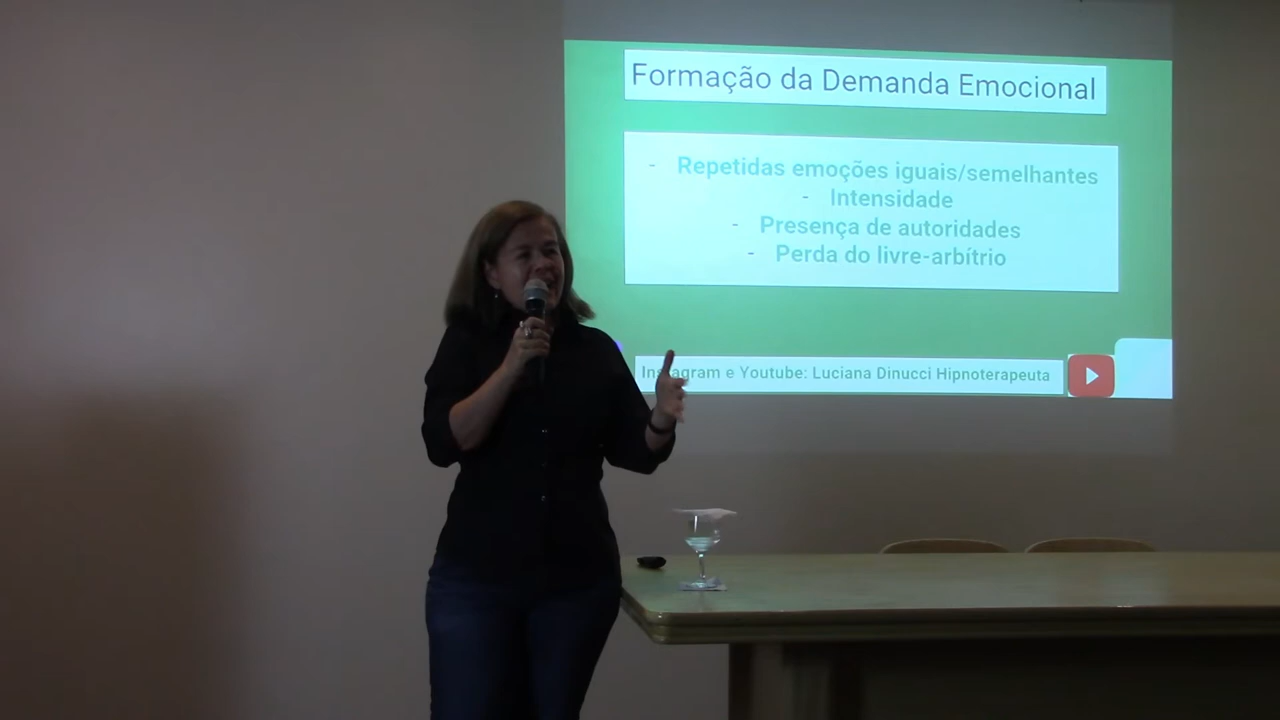 Formação da Demanda Emocional
- Repetidas emoções iguais/semelhantes
- Intensidade
- Presença de autoridades
- Perda do livre-arbítrio
Instagram e Youtube: Luciana Dinucci Hipnoterapeuta